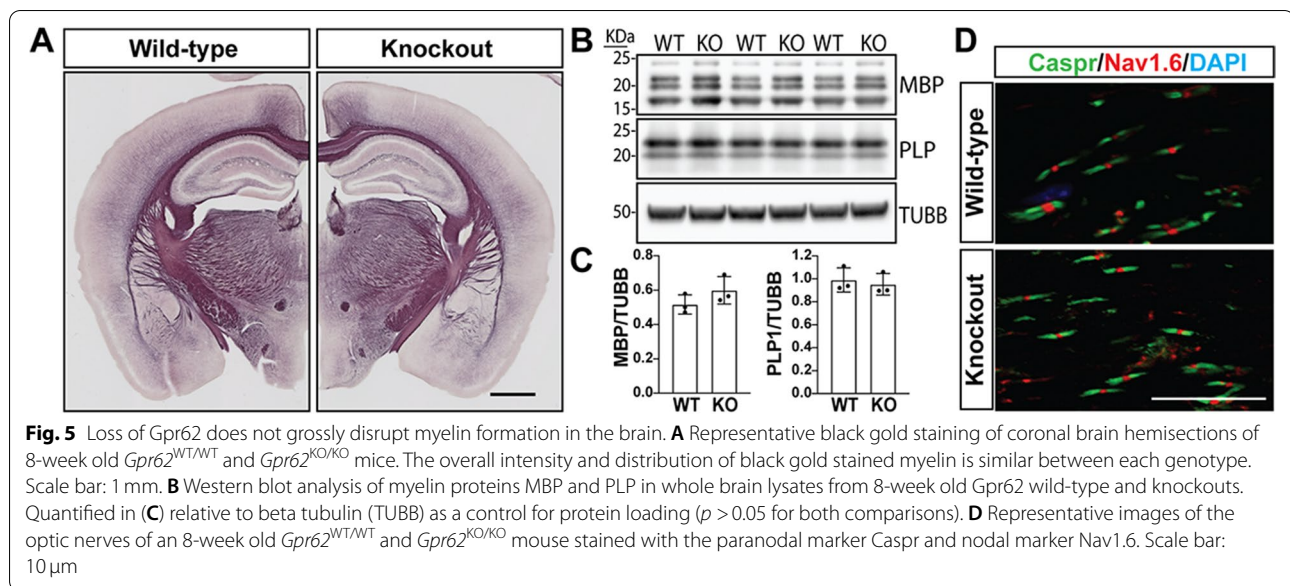 A
Wild-type
Knockout
B
KDa WT KO WT KO WT KO
25
20
15
MBP
25
20
PLP
50
TUBB
C
MBP/TUBB
0.8
0.6
0.4
0.2
0.0
WT KO
PLP1/TUBB
1.2
1.0
0.8
0.6
0.4
0.2
0.0
WT KO
D
Caspr/Nav1.6/DAPI
Wild-type
Knockout
Fig. 5 Loss of Gpr62 does not grossly disrupt myelin formation in the brain. A Representative black gold staining of coronal brain hemisections of
8-week old Gpr62WT/WT and Gpr62KO/KO mice. The overall intensity and distribution of black gold stained myelin is similar between each genotype.
Scale bar: 1 mm. B Western blot analysis of myelin proteins MBP and PLP in whole brain lysates from 8-week old Gpr62 wild-type and knockouts.
Quantified in (C) relative to beta tubulin (TUBB) as a control for protein loading (p > 0.05 for both comparisons). D Representative images of the
optic nerves of an 8-week old Gpr62WT/WT and Gpr62KO/KO mouse stained with the paranodal marker Caspr and nodal marker Nav1.6. Scale bar:
10 μm